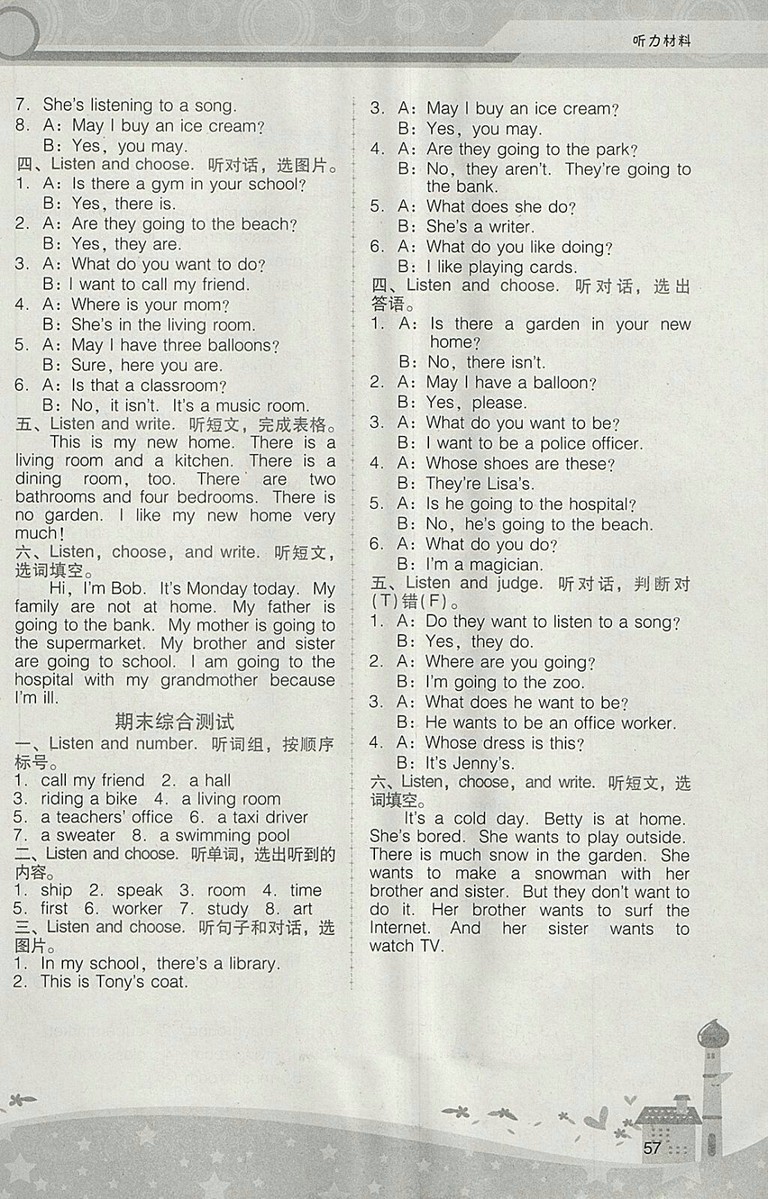 听力材料
7. She's listening to a song.
8. A: May I buy an ice cream?
B: Yes, you may.
四、Listen and choose. 听对话，选图片。
1. A: Is there a gym in your school?
B: Yes, there is.
2. A: Are they going to the beach?
B: Yes, they are.
3. A: What do you want to do?
B: I want to call my friend.
4. A: Where is your mom?
B: She's in the living room.
5. A: May I have three balloons?
B: Sure, here you are.
6. A: Is that a classroom?
B: No, it isn't. It's a music room.
五、Listen and write. 听短文，完成表格。
This is my new home. There is a
living room and a kitchen. There is a
dining room, too. There are two
bathrooms and four bedrooms. There is
no garden. I like my new home very
much!
六、Listen, choose, and write. 听短文，
选词填空。
Hi, I'm Bob. It's Monday today. My
family are not at home. My father is
going to the bank. My mother is going to
the supermarket. My brother and sister
are going to school. I am going to the
hospital with my grandmother because
I'm ill.
期末综合测试
一、Listen and number. 听词组，按顺序
标号。
1. call my friend 2. a hall
3. riding a bike 4. a living room
5. a teachers' office 6. a taxi driver
7. a sweater 8. a swimming pool
二、Listen and choose. 听单词，选出听到的
内容。
1. ship 2. speak 3. room 4. time
5. first 6. worker 7. study 8. art
三、Listen and choose. 听句子和对话，选
图片。
1. In my school, there's a library.
2. This is Tony's coat.
3. A: May I buy an ice cream?
B: Yes, you may.
4. A: Are they going to the park?
B: No, they aren't. They're going to
the bank.
5. A: What does she do?
B: She's a writer.
6. A: What do you like doing?
B: I like playing cards.
四、Listen and choose. 听对话，选出
答语。
1. A: Is there a garden in your new
home?
B: No, there isn't.
2. A: May I have a balloon?
B: Yes, please.
3. A: What do you want to be?
B: I want to be a police officer.
4. A: Whose shoes are these?
B: They're Lisa's.
5. A: Is he going to the hospital?
B: No, he's going to the beach.
6. A: What do you do?
B: I'm a magician.
五、Listen and judge. 听对话，判断对
(T)错(F)。
1. A: Do they want to listen to a song?
B: Yes, they do.
2. A: Where are you going?
B: I'm going to the zoo.
3. A: What does he want to be?
B: He wants to be an office worker.
4. A: Whose dress is this?
B: It's Jenny's.
六、Listen, choose, and write. 听短文，选
词填空。
It's a cold day. Betty is at home.
She's bored. She wants to play outside.
There is much snow in the garden. She
wants to make a snowman with her
brother and sister. But they don't want to
do it. Her brother wants to surf the
Internet. And her sister wants to
watch TV.
57